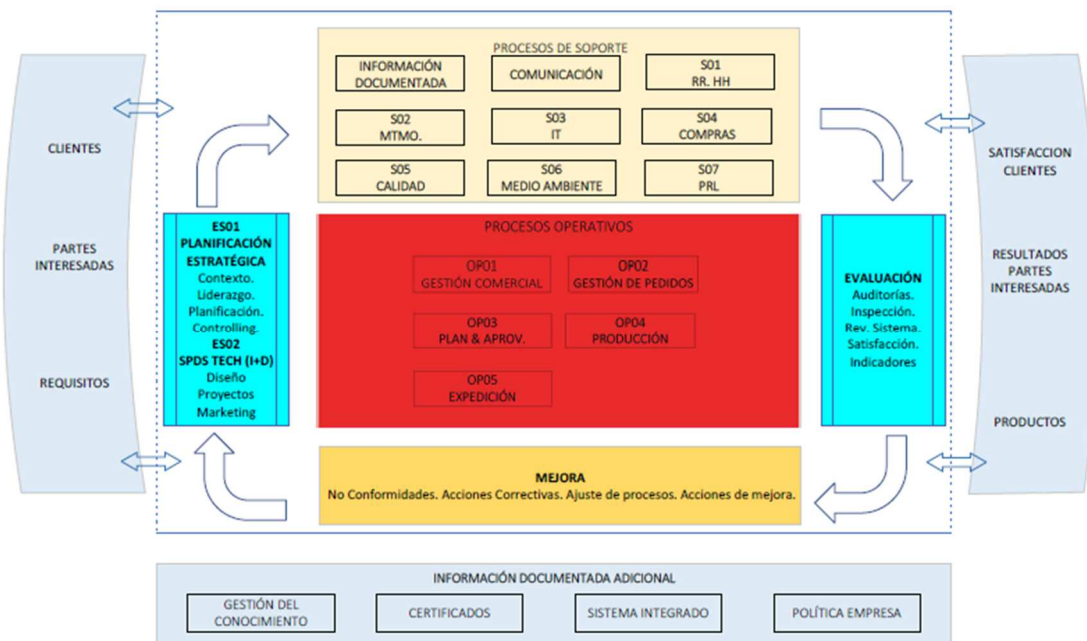 CLIENTES
PARTES
INTERESADAS
REQUISITOS
ES01
PLANIFICACIÓN
ESTRATÉGICA
Contexto.
Liderazgo.
Planificación.
Controlling.
ES02
SPDS TECH (I+D)
Diseño
Proyectos
Marketing
PROCESOS DE SOPORTE
INFORMACIÓN
DOCUMENTADA
COMUNICACIÓN
S01
RR. HH
S02
MTMO.
S03
IT
S04
COMPRAS
S05
CALIDAD
S06
MEDIO AMBIENTE
S07
PRL
PROCESOS OPERATIVOS
OP01
GESTIÓN COMERCIAL
OP02
GESTIÓN DE PEDIDOS
OP03
PLAN & APROV.
OP04
PRODUCCIÓN
OP05
EXPEDICIÓN
MEJORA
No Conformidades. Acciones Correctivas. Ajuste de procesos. Acciones de mejora.
EVALUACIÓN
Auditorías.
Inspección.
Rev. Sistema.
Satisfacción.
Indicadores
SATISFACCION
CLIENTES
RESULTADOS
PARTES
INTERESADAS
PRODUCTOS
INFORMACIÓN DOCUMENTADA ADICIONAL
GESTIÓN DEL
CONOCIMIENTO
CERTIFICADOS
SISTEMA INTEGRADO
POLÍTICA EMPRESA